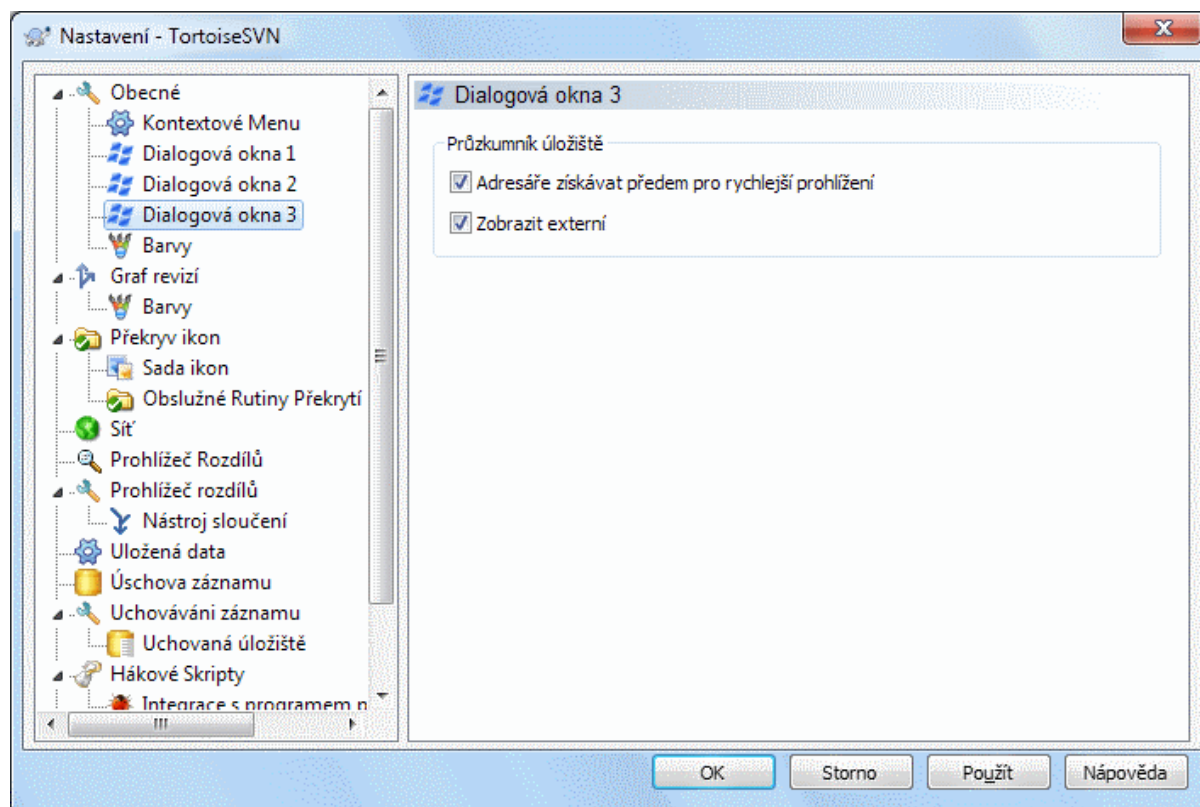 Nastavení - TortoiseSVN
Obecné
Kontextové Menu
Dialogová okna 1
Dialogová okna 2
Dialogová okna 3
Barvy
Graf revizí
Barvy
Překryv ikon
Sada ikon
Obslužné Rutiny Překrytí
Síť
Prohlížeč Rozdílů
Prohlížeč rozdílů
Nástroj sloučení
Uložená data
Úschova záznamu
Uchováváni záznamu
Uchovaná úložiště
Hákové Skripty
Integrace s programem n
Dialogová okna 3
Průzkumník úložiště
Adresáře získávat předem pro rychlejší prohlížení
Zobrazit externí
OK
Storno
Použít
Nápověda